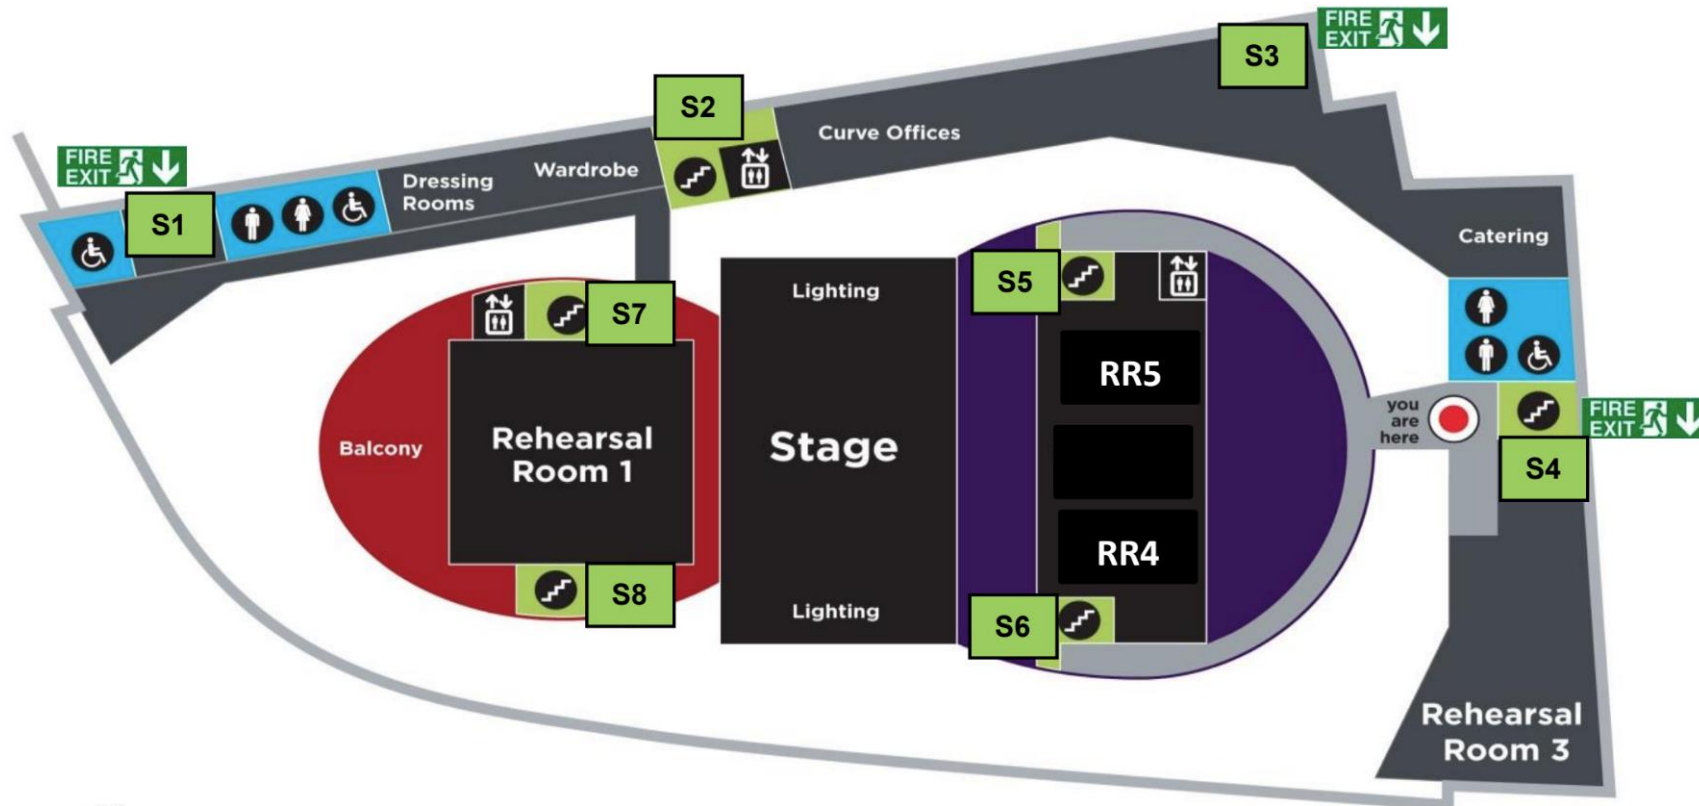 FIRE
EXIT
S3
S2
Curve Offices
FIRE
EXIT
Wardrobe
Dressing
Rooms
S1
Catering
S5
Lighting
S7
RR5
you
are
here
FIRE
EXIT
Balcony
Rehearsal
Room 1
Stage
S4
RR4
S8
Lighting
S6
Rehearsal
Room 3